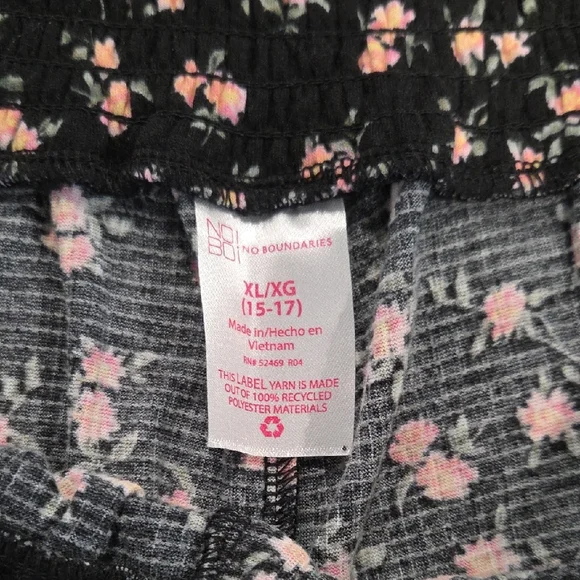 NO
BO
NO BOUNDARIES
XL/XG
(15-17)
Made in/Hecho en
Vietnam
RN# 52469 R04
THIS LABEL YARN IS MADE
OUT OF 100% RECYCLED
POLYESTER MATERIALS